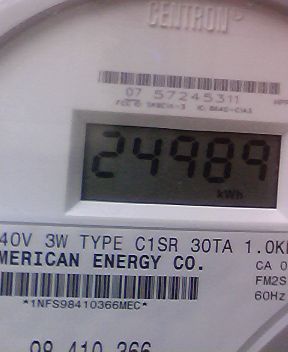 CENTRON
07 57245311
24989
kWh
40V 3W TYPE C1SR 30TA 1.0K
MERICAN ENERGY CO.
CA 0
FM2S
60Hz
*1NFS98410366MEC*
98 410 366